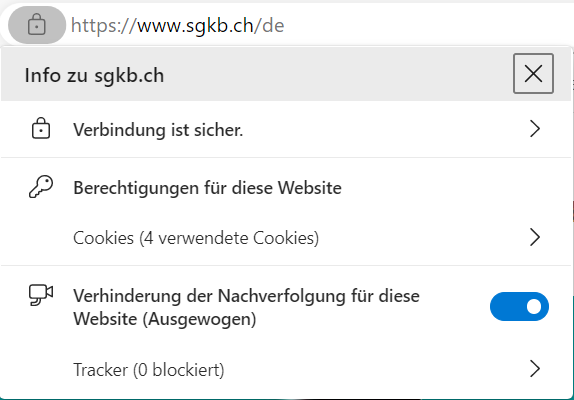 https://www.sgkb.ch/de
Info zu sgkb.ch
Verbindung ist sicher.
Berechtigungen für diese Website
Cookies (4 verwendete Cookies)
Verhinderung der Nachverfolgung für diese
Website (Ausgewogen)
Tracker (0 blockiert)